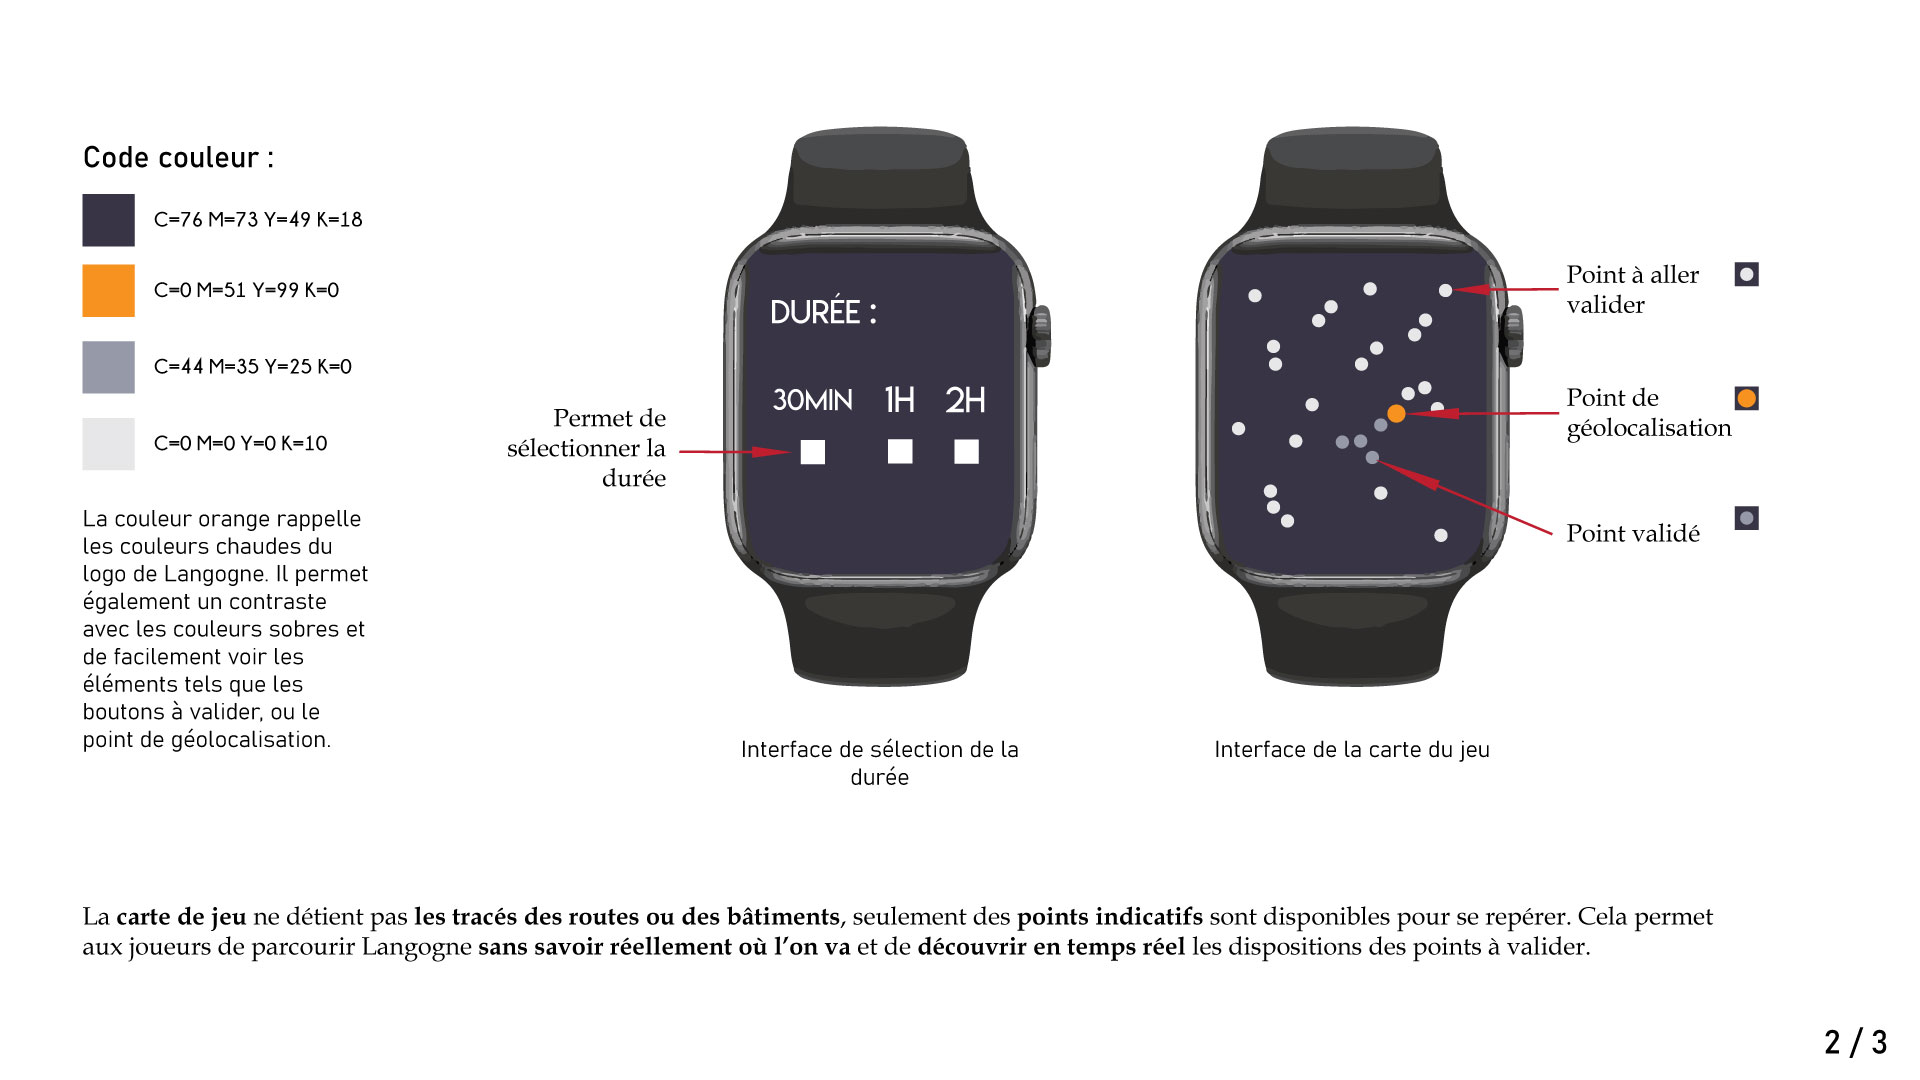 Code couleur :
C=76 M=73 Y=49 K=18
C=0 M=51 Y=99 K=0
C=44 M=35 Y=25 K=0
C=0 M=0 Y=0 K=10
La couleur orange rappelle
les couleurs chaudes du
logo de Langogne. Il permet
également un contraste
avec les couleurs sobres et
de facilement voir les
éléments tels que les
boutons à valider, ou le
point de géolocalisation.
Permet de
sélectionner la
durée
DURÉE :
30MIN 1H 2H
Interface de sélection de la
durée
Point à aller
valider
Point de
géolocalisation
Point validé
Interface de la carte du jeu
La carte de jeu ne détient pas les tracés des routes ou des bâtiments, seulement des points indicatifs sont disponibles pour se repérer. Cela permet
aux joueurs de parcourir Langogne sans savoir réellement où l'on va et de découvrir en temps réel les dispositions des points à valider.
2 / 3